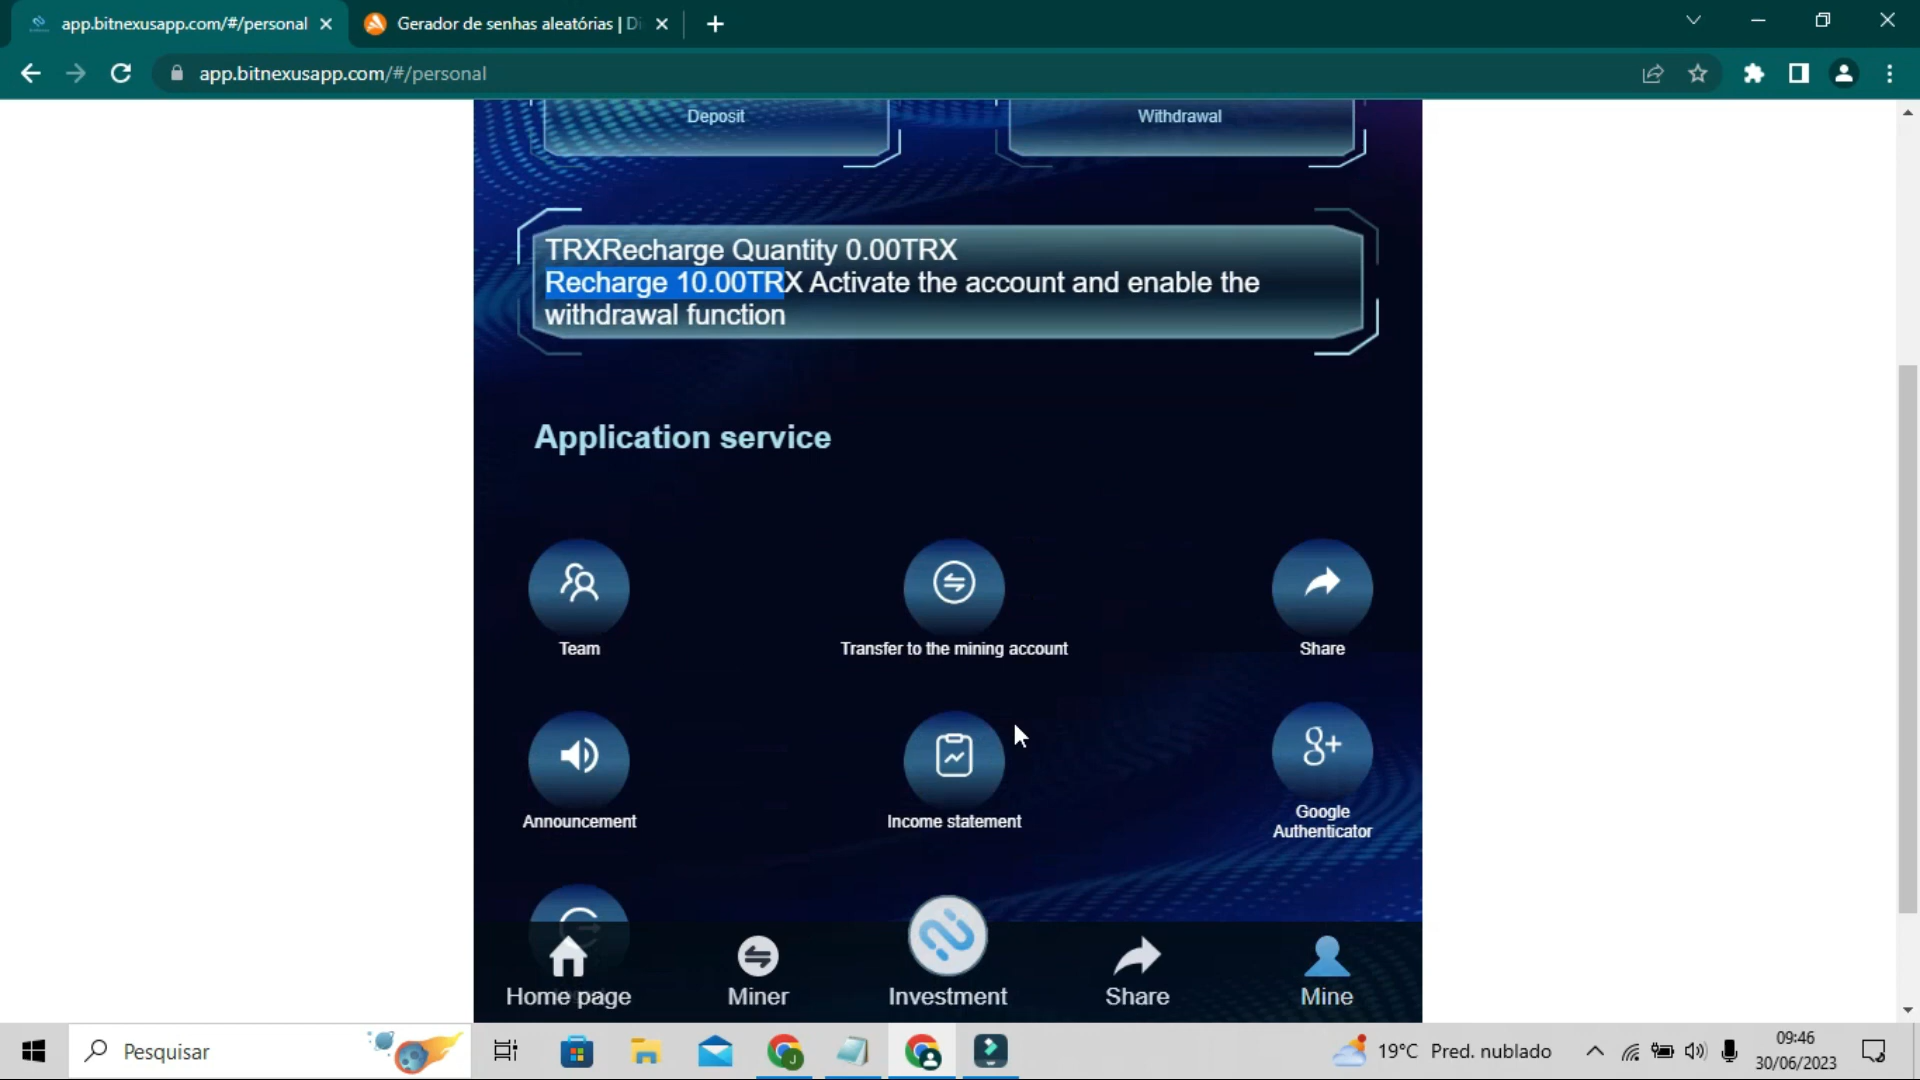 app.bitnexusapp.com/#/personal
Gerador de senhas aleatórias | Di
app.bitnexusapp.com/#/personal
Deposit
Withdrawal
TRXRecharge Quantity 0.00TRX
Recharge 10.00TRX Activate the account and enable the
withdrawal function
Application service
Team
Transfer to the mining account
Share
Announcement
Income statement
Google
Authenticator
Home page
Miner
Investment
Share
Mine
Pesquisar
J
19°C Pred. nublado
09:46
30/06/2023